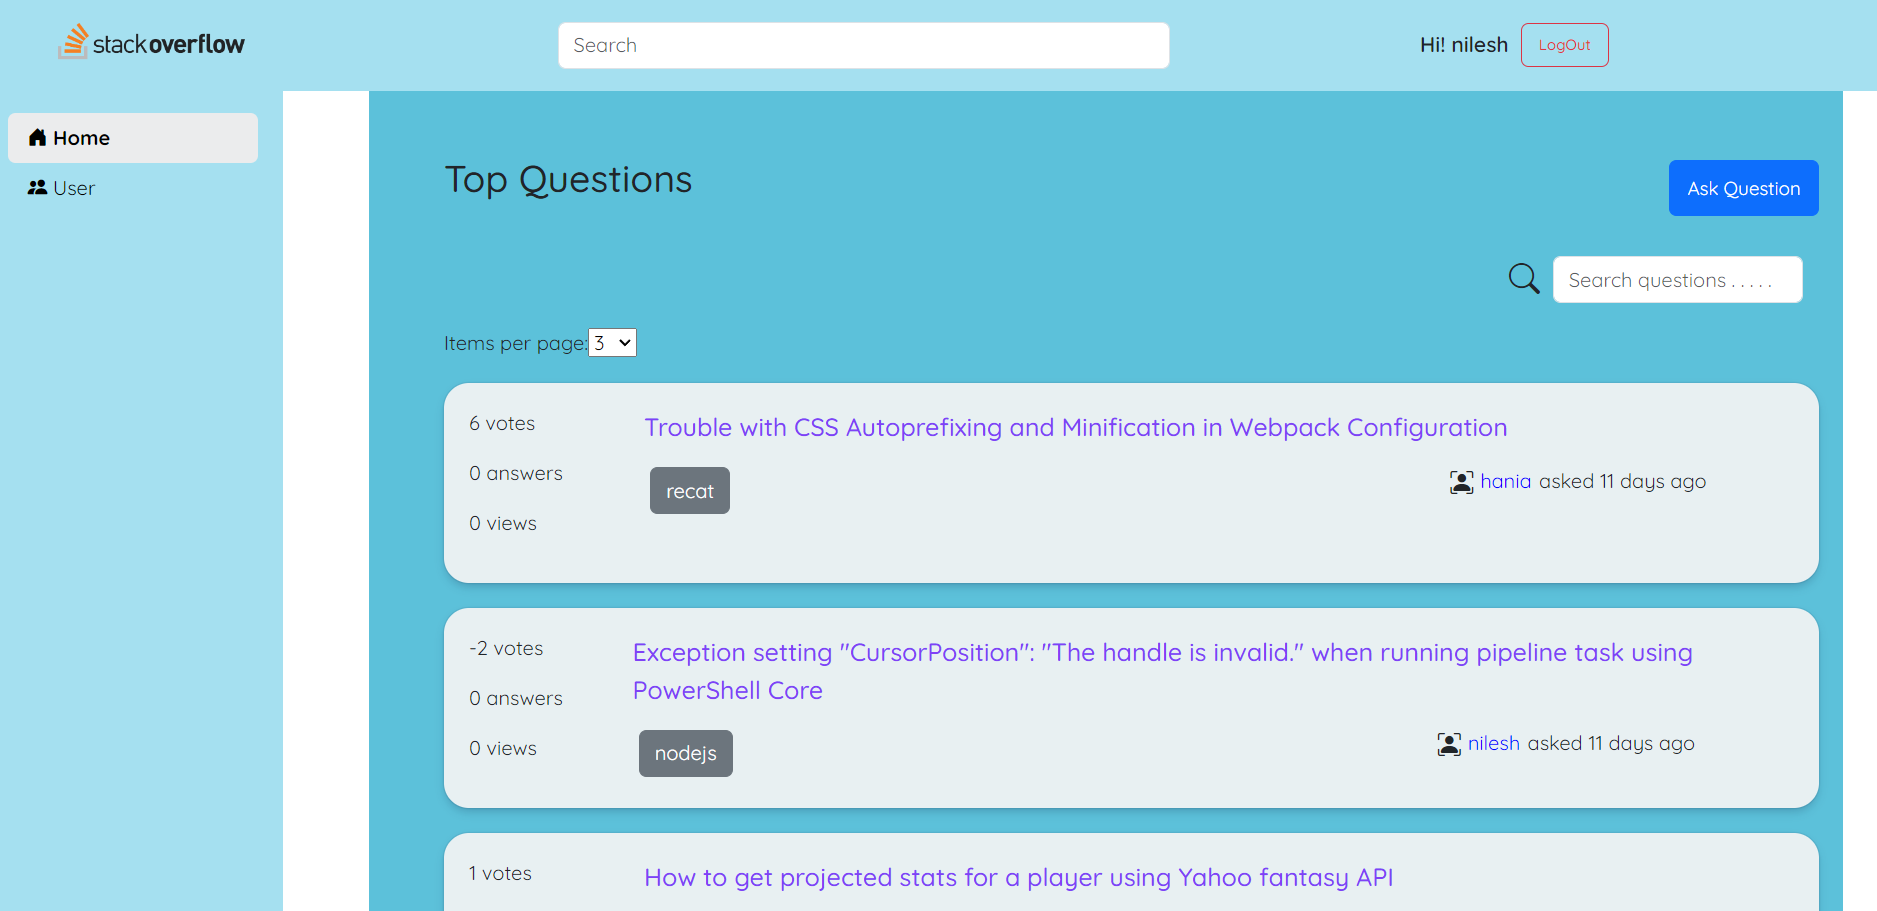 stackoverflow
Search
Hi! nilesh
LogOut
Home
User
Top Questions
Ask Question
Search questions . . . . .
Items per page: 3
6 votes
Trouble with CSS Autoprefixing and Minification in Webpack Configuration
0 answers
recat
hania asked 11 days ago
0 views
-2 votes
Exception setting "CursorPosition": "The handle is invalid." when running pipeline task using
PowerShell Core
0 answers
0 views
nodejs
nilesh asked 11 days ago
1 votes
How to get projected stats for a player using Yahoo fantasy API